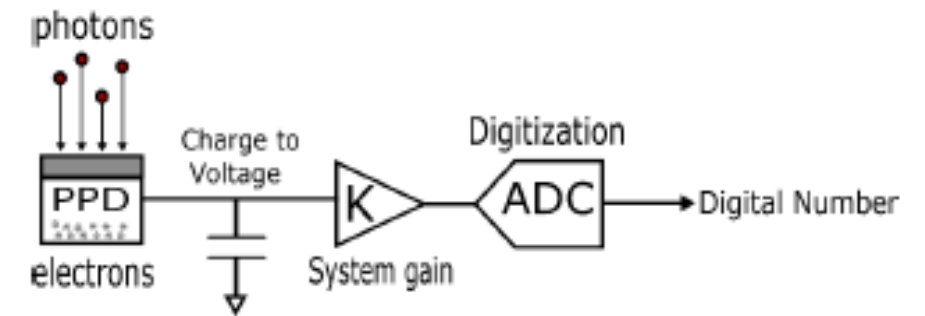 photons
Charge to
Voltage
Digitization
PPD
K
ADC
Digital Number
electrons
System gain